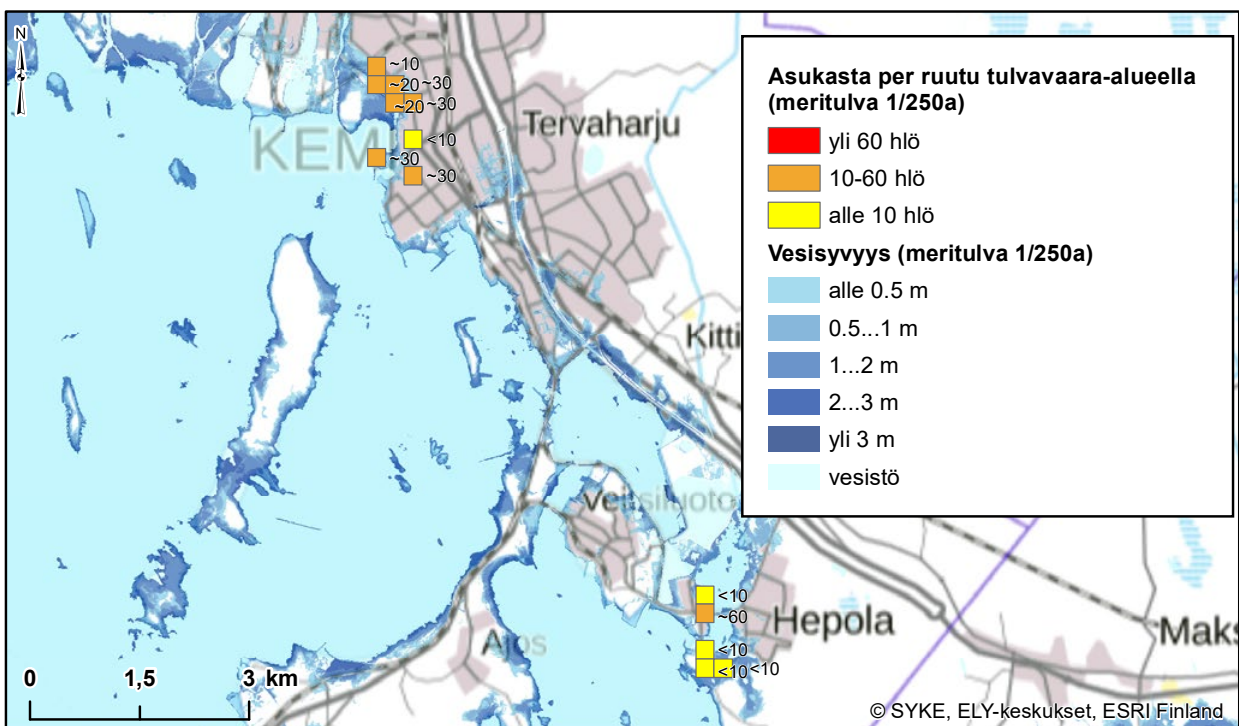 N
KEMI
Tervaharju
Kitti
Veitsiluoto
Hepola
Ajos
Maks
~10
~20
~30
~20
~30
<10
~30
~30
<10
~60
<10
<10
<10
Asukasta per ruutu tulvavaara-alueella
(meritulva 1/250a)
yli 60 hlö
10-60 hlö
alle 10 hlö
Vesisyvyys (meritulva 1/250a)
alle 0.5 m
0.5...1 m
1...2 m
2...3 m
yli 3 m
vesistö
0 1,5 3 km
© SYKE, ELY-keskukset, ESRI Finland